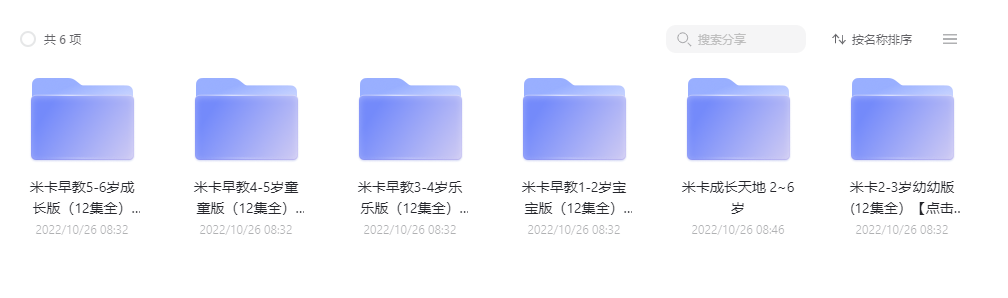 共 6 项
搜索分享
按名称排序
米卡早教5-6岁成
长版（12集全）...
2022/10/26 08:32
米卡早教4-5岁童
童版（12集全）...
2022/10/26 08:32
米卡早教3-4岁乐
乐版（12集全）...
2022/10/26 08:32
米卡早教1-2岁宝
宝版（12集全）...
2022/10/26 08:32
米卡成长天地 2~6
岁
2022/10/26 08:46
米卡2-3岁幼幼版
(12集全）【点击..
2022/10/26 08:32